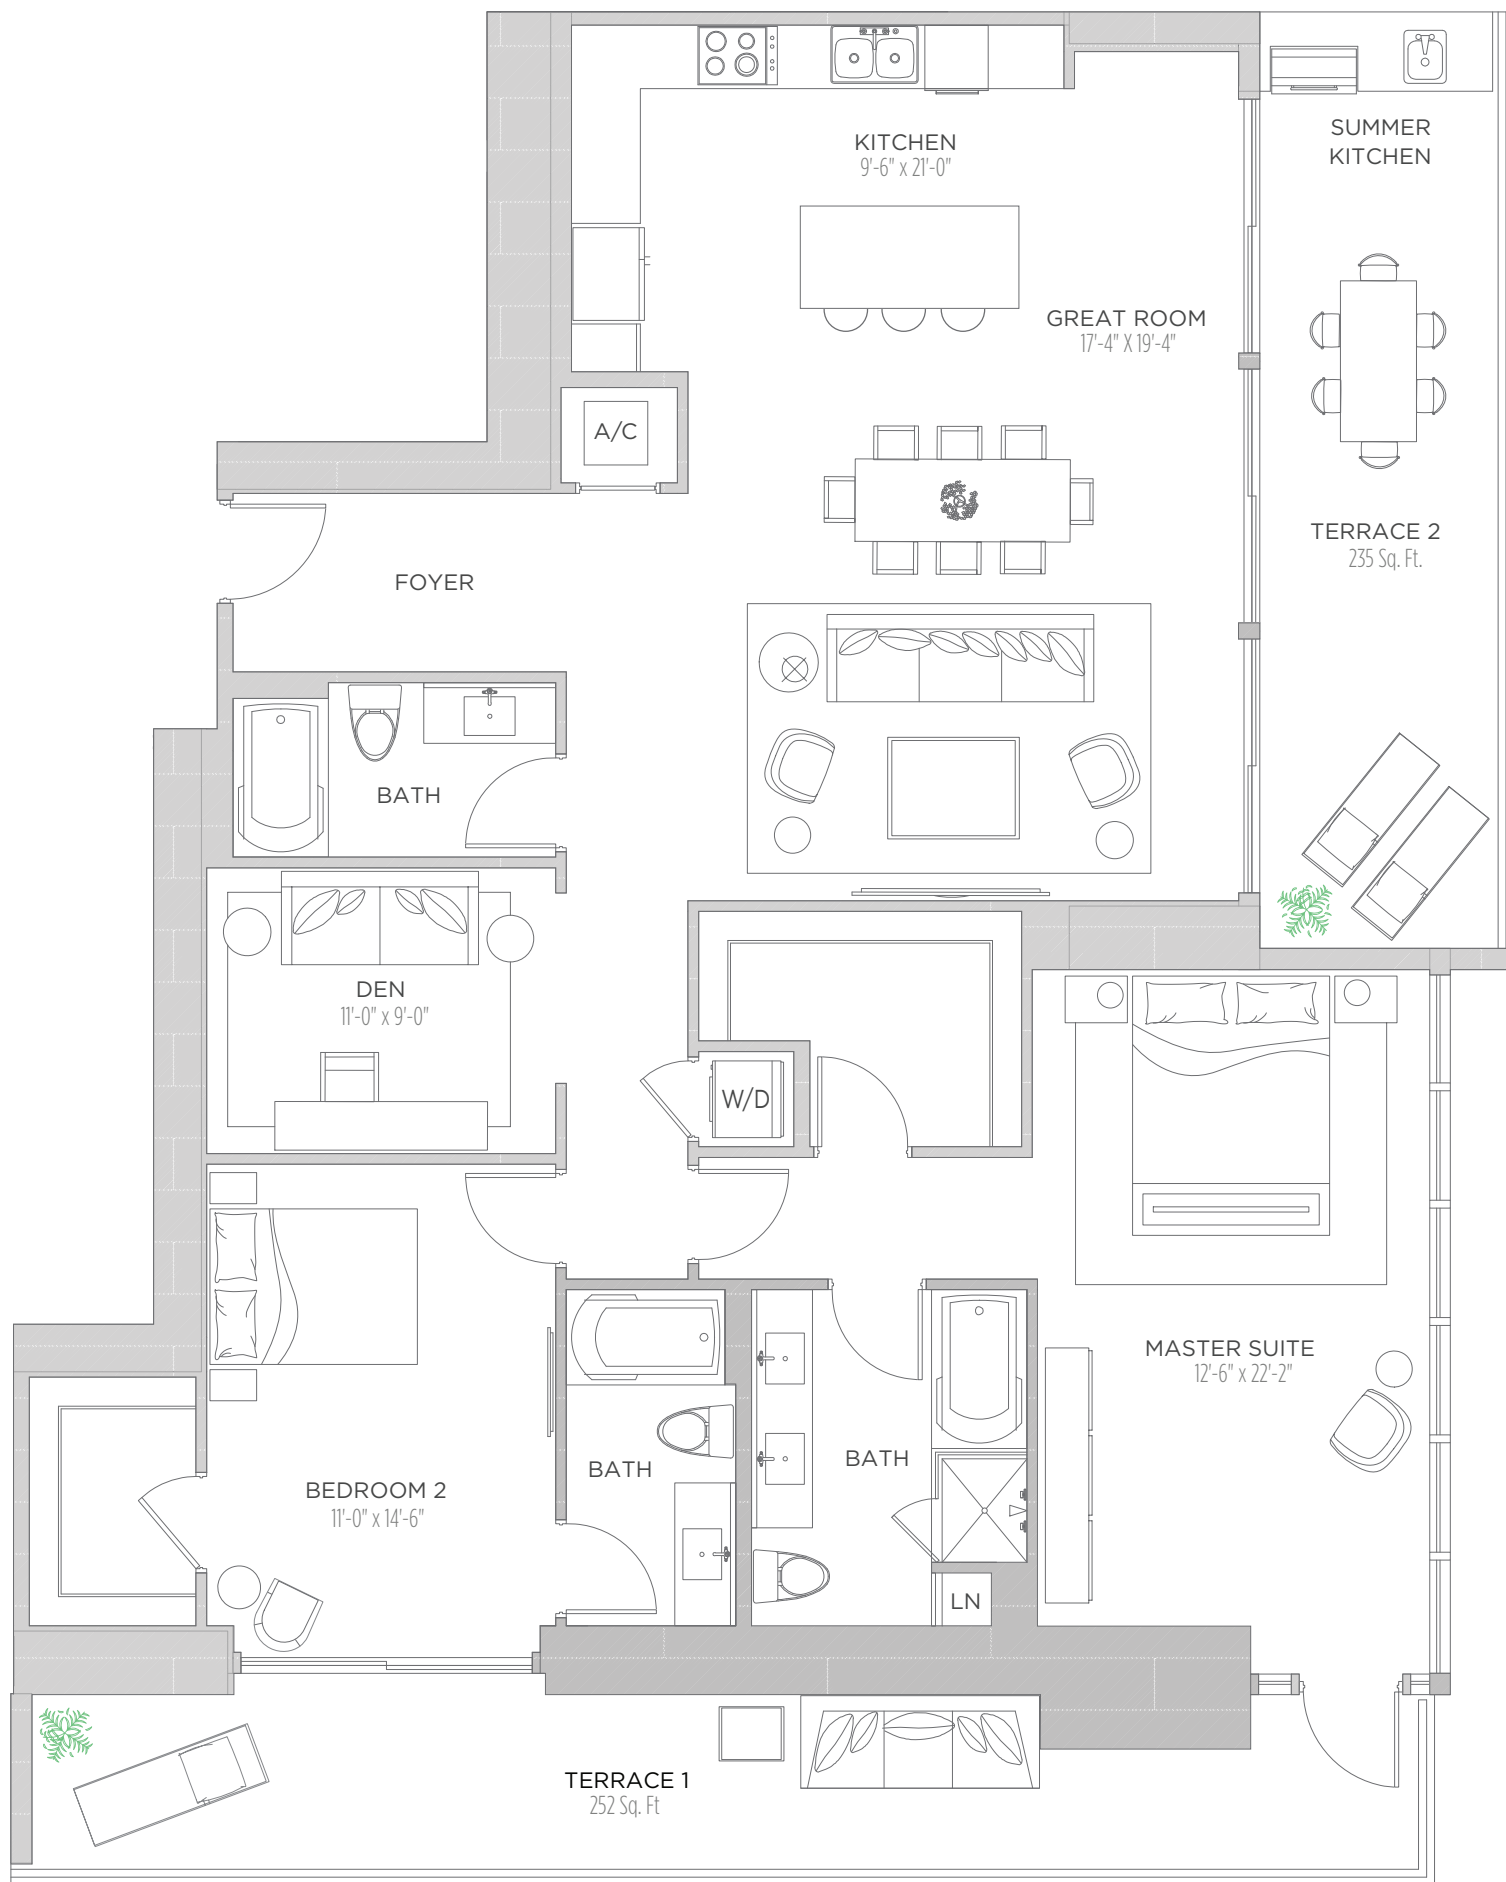 KITCHEN
9'-6" x 21'-0"
SUMMER
KITCHEN
GREAT ROOM
17'-4" X 19'-4"
A/C
TERRACE 2
235 Sq. Ft.
FOYER
BATH
DEN
11'-0" x 9'-0"
W/D
MASTER SUITE
12'-6" x 22'-2"
BATH
BATH
BEDROOM 2
11'-0" x 14'-6"
LN
TERRACE 1
252 Sq. Ft